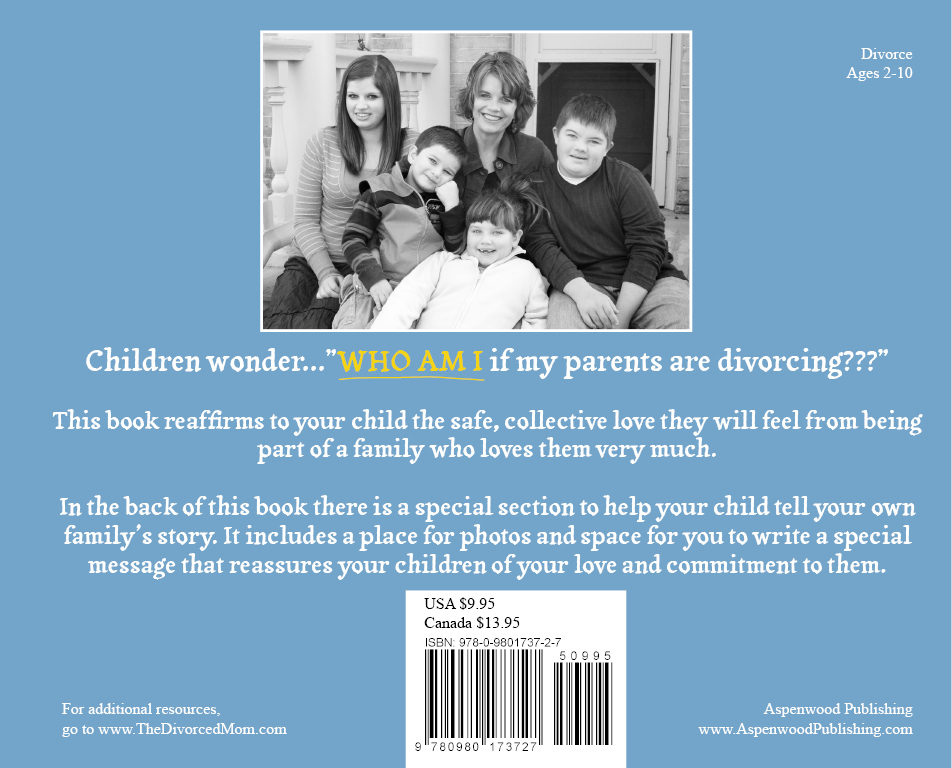 Divorce
Ages 2-10
Children wonder..."WHO AM I if my parents are divorcing???"
This book reaffirms to your child the safe, collective love they will feel from being
part of a family who loves them very much.
In the back of this book there is a special section to help your child tell your own
family's story. It includes a place for photos and space for you to write a special
message that reassures your children of your love and commitment to them.
USA $9.95
Canada $13.95
ISBN: 978-0-9801737-2-7
50995
9 780980 173727
For additional resources,
go to www.TheDivorcedMom.com
Aspenwood Publishing
www.AspenwoodPublishing.com